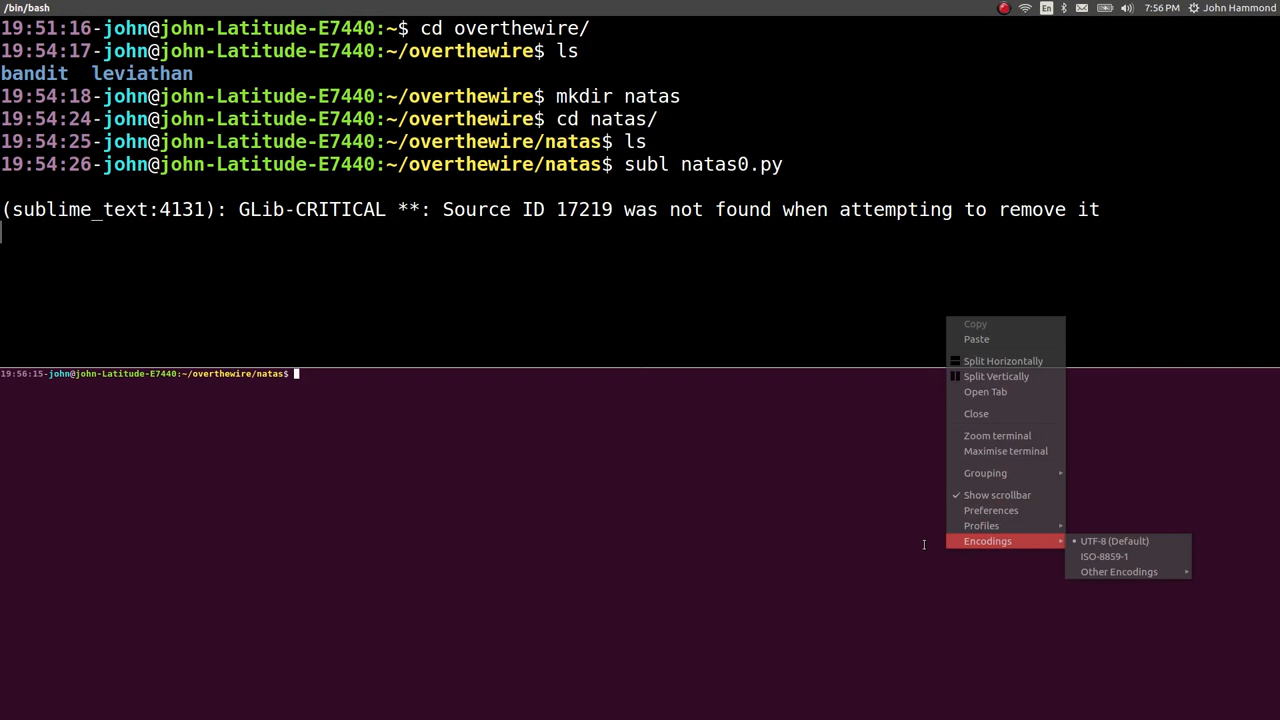 /bin/bash
En
7:56 PM
John Hammond
19:51:16-john@john-Latitude-E7440:~$ cd overthewire/
19:54:17-john@john-Latitude-E7440:~/overthewire$ ls
bandit  leviathan
19:54:18-john@john-Latitude-E7440:~/overthewire$ mkdir natas
19:54:24-john@john-Latitude-E7440:~/overthewire$ cd natas/
19:54:25-john@john-Latitude-E7440:~/overthewire/natas$ ls
19:54:26-john@john-Latitude-E7440:~/overthewire/natas$ subl natas0.py
(sublime_text:4131): GLib-CRITICAL **: Source ID 17219 was not found when attempting to remove it
19:56:15-john@john-Latitude-E7440:~/overthewire/natas$
Copy
Paste
Split Horizontally
Split Vertically
Open Tab
Close
Zoom terminal
Maximise terminal
Grouping
Show scrollbar
Preferences
Profiles
Encodings
UTF-8 (Default)
ISO-8859-1
Other Encodings